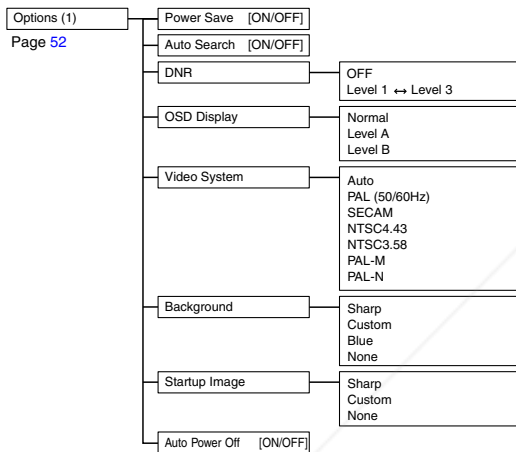 Options (1)
Page 52
Power Save [ON/OFF]
Auto Search [ON/OFF]
DNR
OFF
Level 1 ↔ Level 3
OSD Display
Normal
Level A
Level B
Video System
Auto
PAL (50/60Hz)
SECAM
NTSC4.43
NTSC3.58
PAL-M
PAL-N
Background
Sharp
Custom
Blue
None
Startup Image
Sharp
Custom
None
Auto Power Off [ON/OFF]